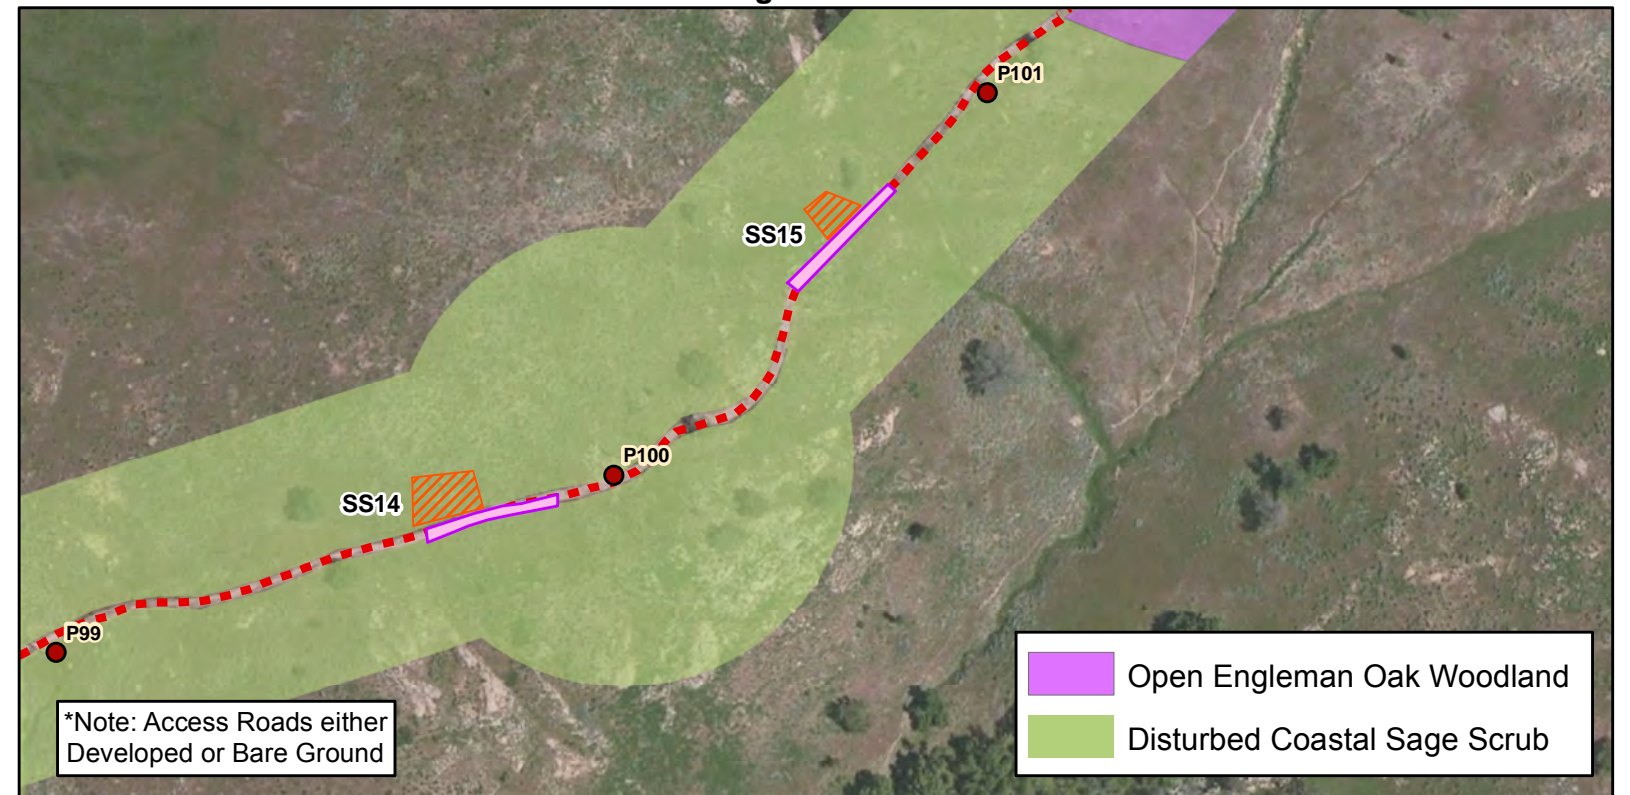 P101
SS15
P100
SS14
P99
*Note: Access Roads either
Developed or Bare Ground
Open Engleman Oak Woodland
Disturbed Coastal Sage Scrub